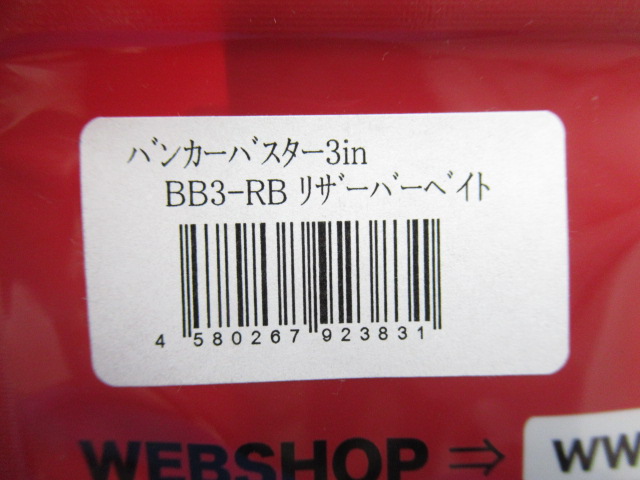 ﾊﾞﾝｶｰﾊﾞｽﾀｰ3in
BB3-RB ﾘｻﾞｰﾊﾞｰﾍﾞｲﾄ
4 580267 923831
WEBSHOP ⇒ ww